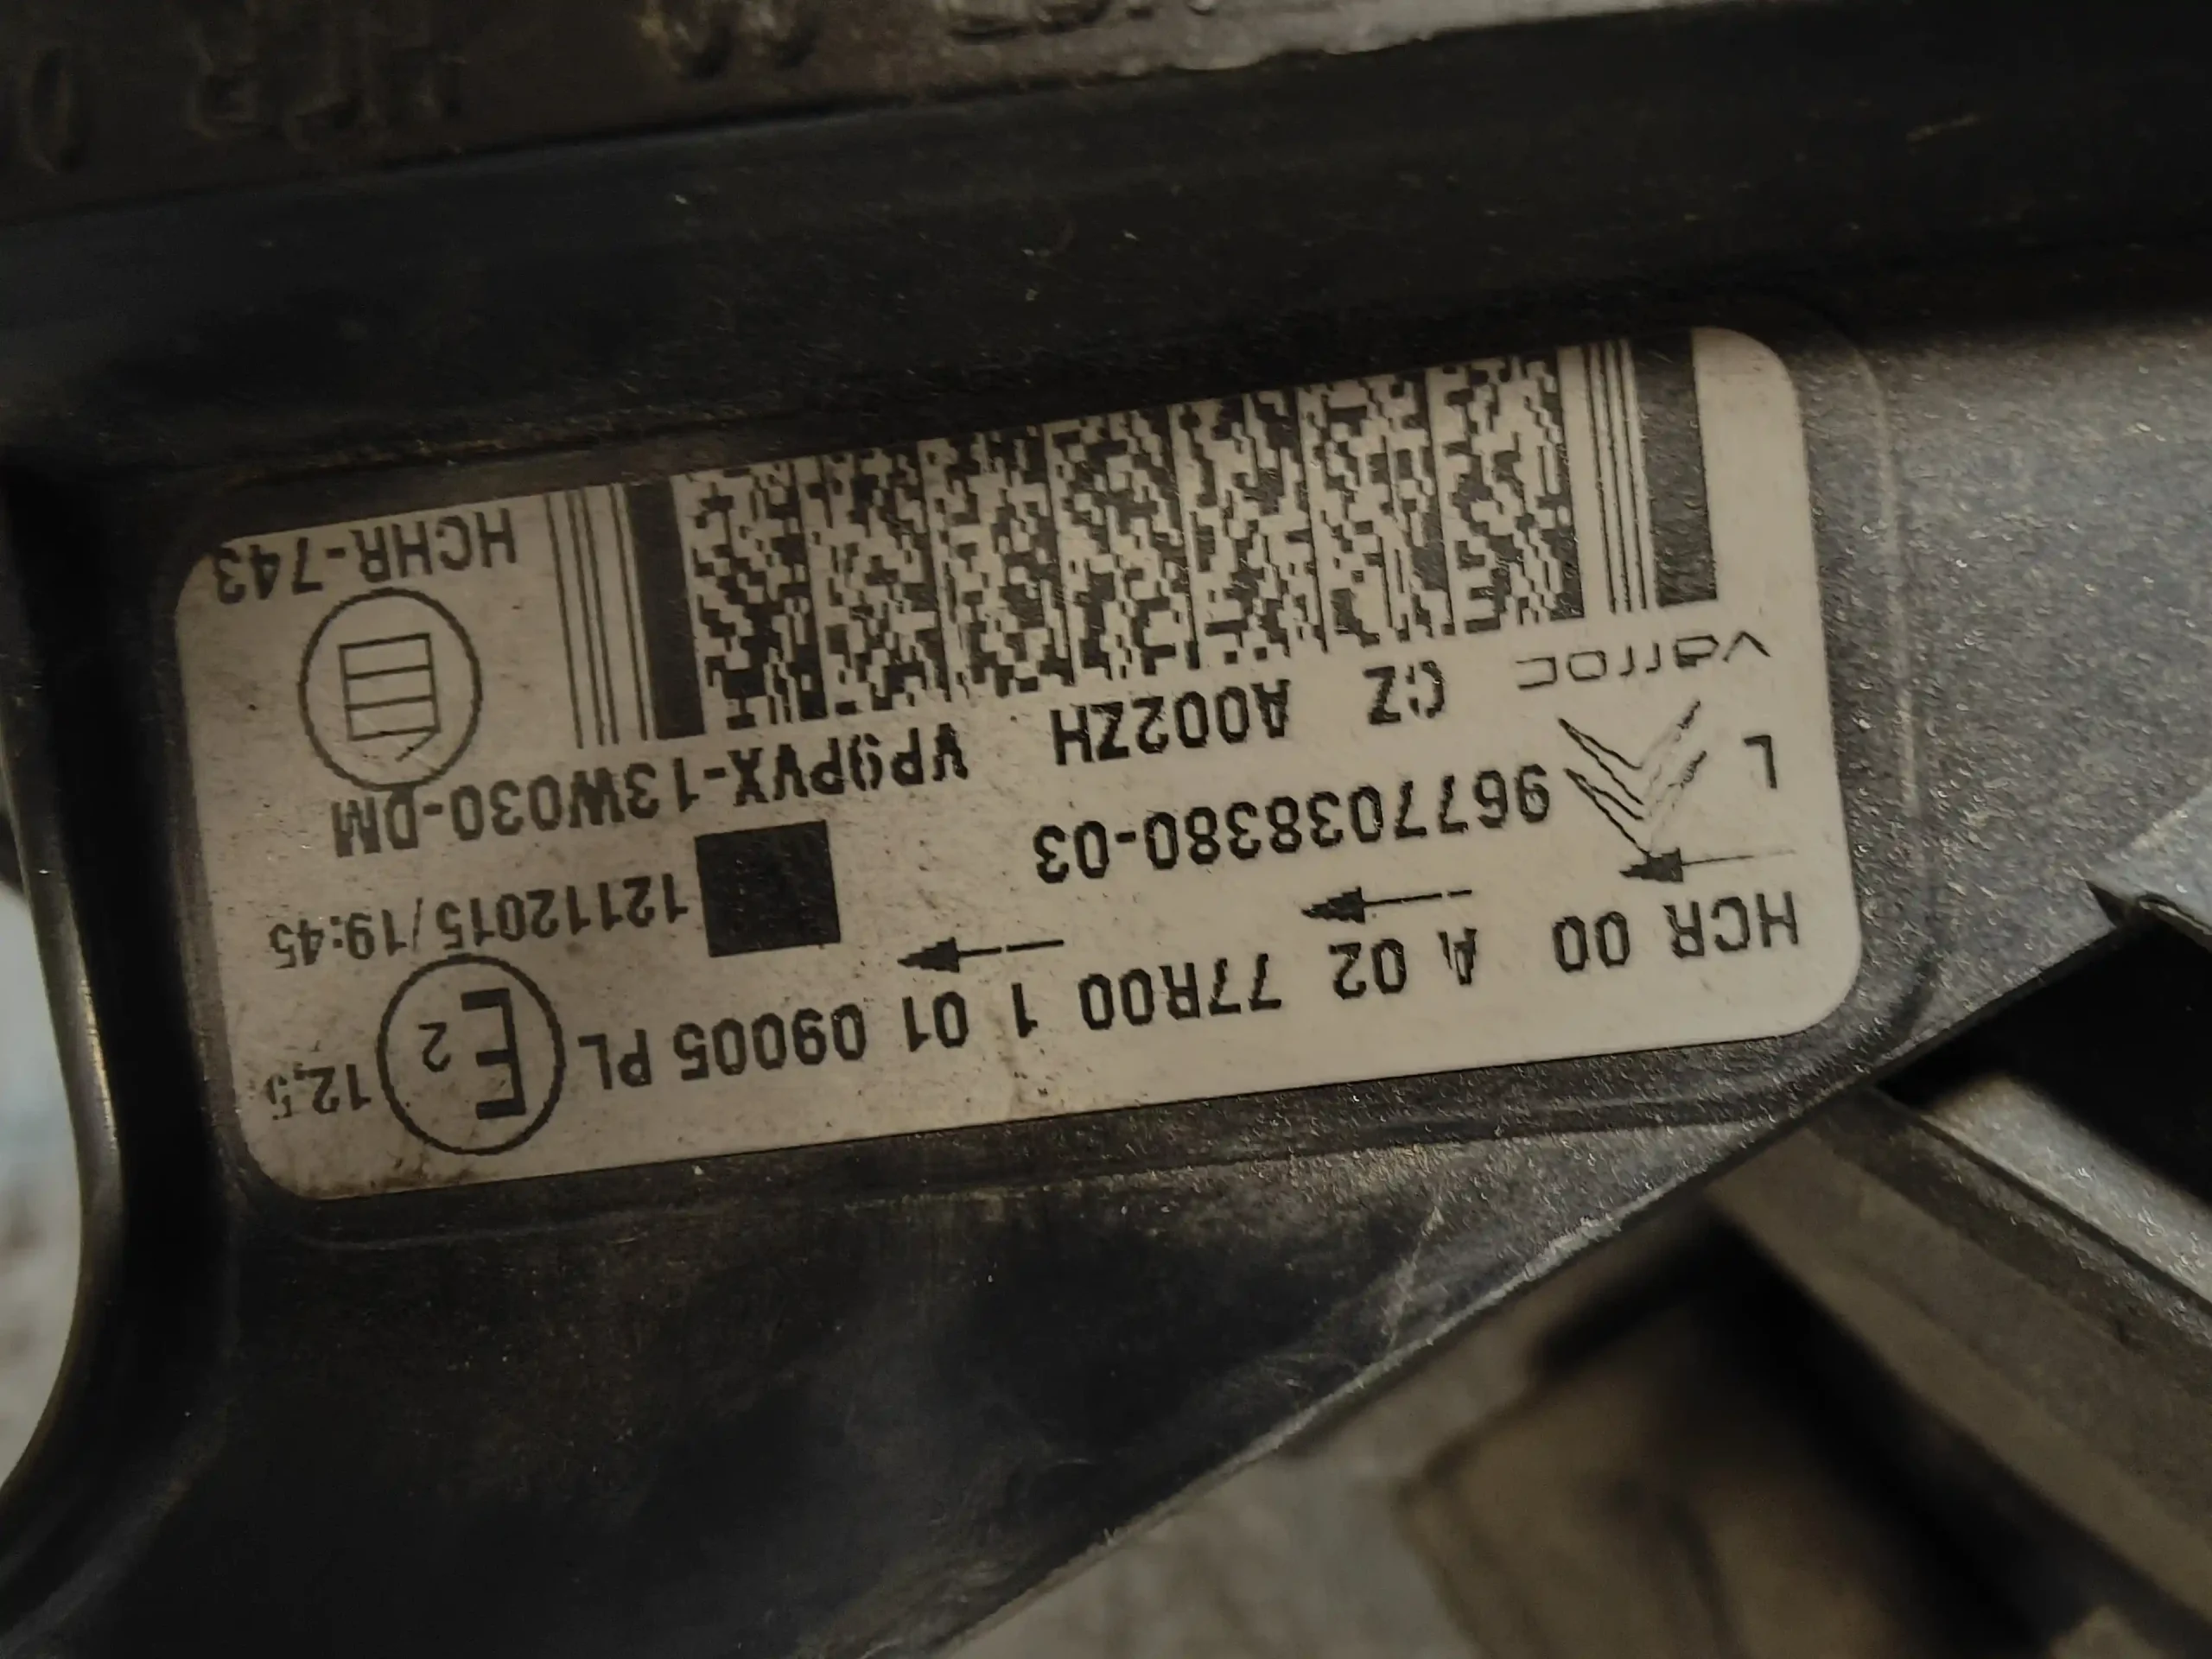 HCR 00 A 02 77R00 1 01 09005 PL E2 12,5
L 9677038380-03 12112015/19:45
varroc CZ A002ZH VP9PVX-13W030-DM
HCHR-743